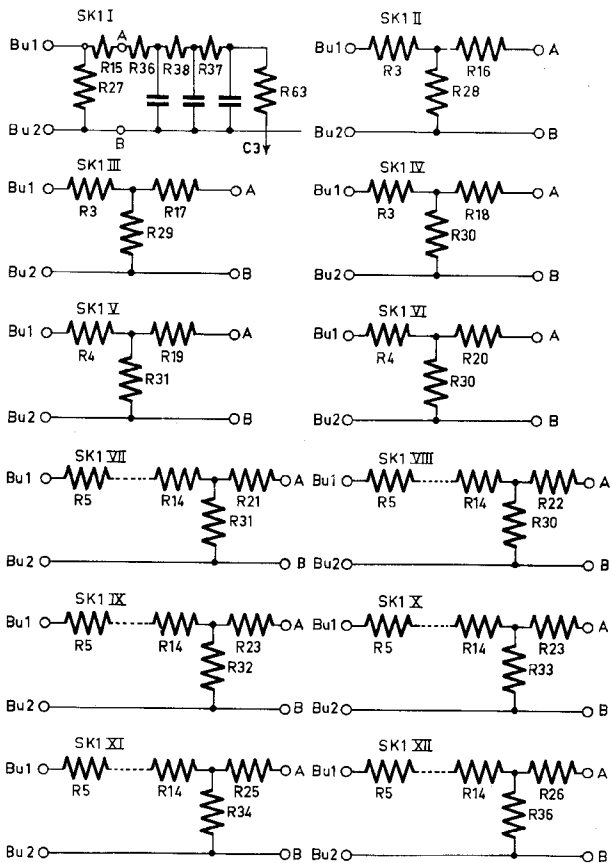 SK1 I
Bu1 A
R15 R36 R38 R37
R27 R63
Bu2 B C3
SK1 II
Bu1 A
R3 R16
R28
Bu2 B
SK1 III
Bu1 A
R3 R17
R29
Bu2 B
SK1 IV
Bu1 A
R3 R18
R30
Bu2 B
SK1 V
Bu1 A
R4 R19
R31
Bu2 B
SK1 VI
Bu1 A
R4 R20
R30
Bu2 B
SK1 VII
Bu1 A
R5 R14 R21
R31
Bu2 B
SK1 VIII
Bu1 A
R5 R14 R22
R30
Bu2 B
SK1 IX
Bu1 A
R5 R14 R23
R32
Bu2 B
SK1 X
Bu1 A
R5 R14 R23
R33
Bu2 B
SK1 XI
Bu1 A
R5 R14 R25
R34
Bu2 B
SK1 XII
Bu1 A
R5 R14 R26
R36
Bu2 B